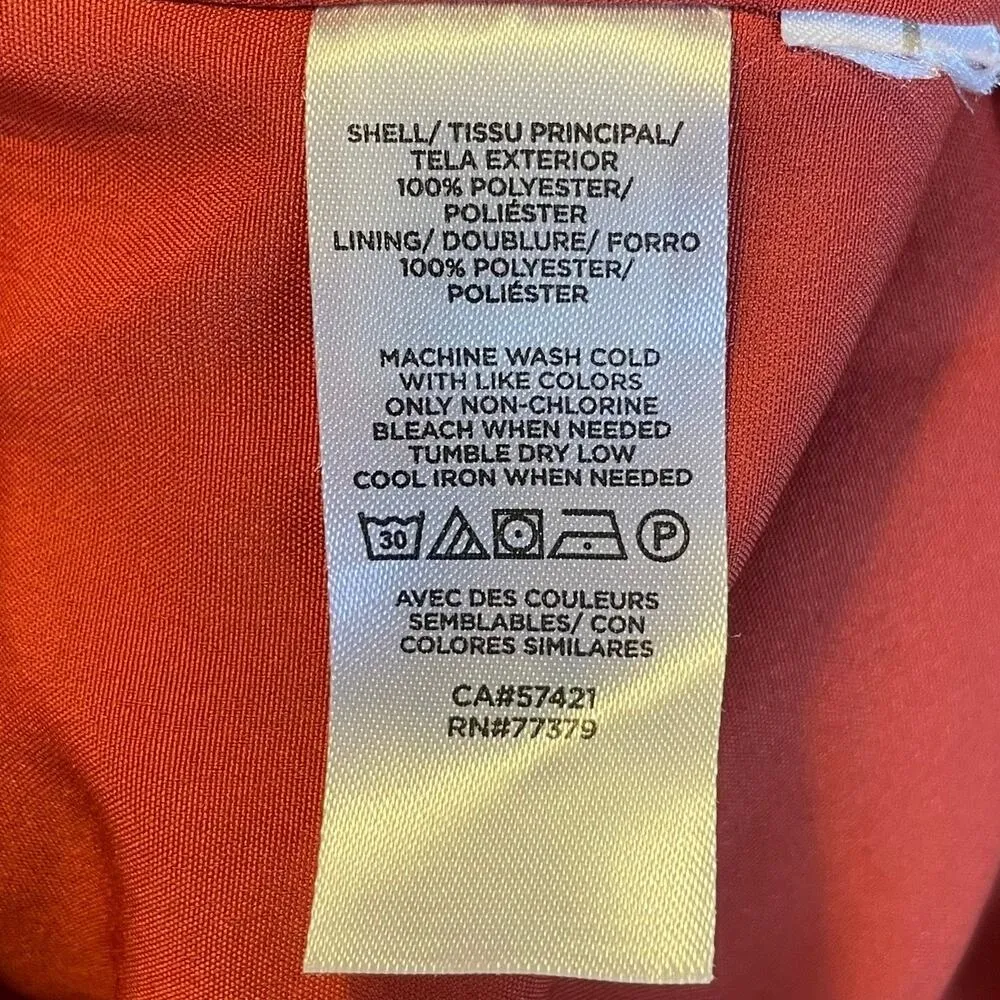 SHELL/ TISSU PRINCIPAL/
TELA EXTERIOR
100% POLYESTER/
POLIÉSTER
LINING/ DOUBLURE/ FORRO
100% POLYESTER/
POLIÉSTER
MACHINE WASH COLD
WITH LIKE COLORS
ONLY NON-CHLORINE
BLEACH WHEN NEEDED
TUMBLE DRY LOW
COOL IRON WHEN NEEDED
30 P
AVEC DES COULEURS
SEMBLABLES/ CON
COLORES SIMILARES
CA#57421
RN#77379